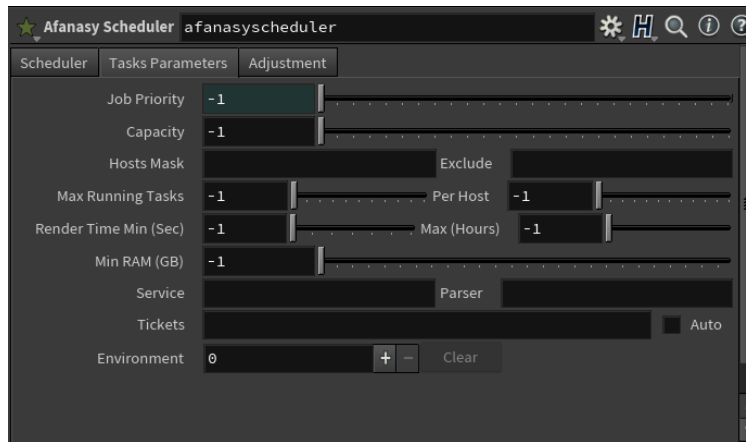 Afanasy Scheduler afanasyscheduler
Scheduler Tasks Parameters Adjustment
Job Priority -1
Capacity -1
Hosts Mask Exclude
Max Running Tasks -1 Per Host -1
Render Time Min (Sec) -1 Max (Hours) -1
Min RAM (GB) -1
Service Parser
Tickets Auto
Environment 0 + - Clear